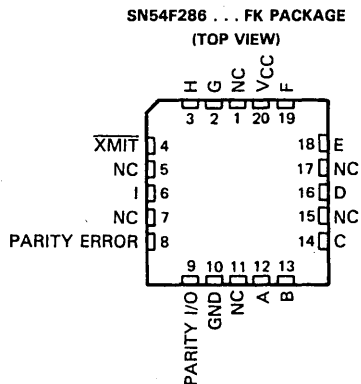 SN54F286 . . . FK PACKAGE
(TOP VIEW)
H G NC VCC F
3 2 1 20 19
XMIT 4
NC 5
I 6
NC 7
PARITY ERROR 8
18 E
17 NC
16 D
15 NC
14 C
9 10 11 12 13
PARITY I/O GND NC A B